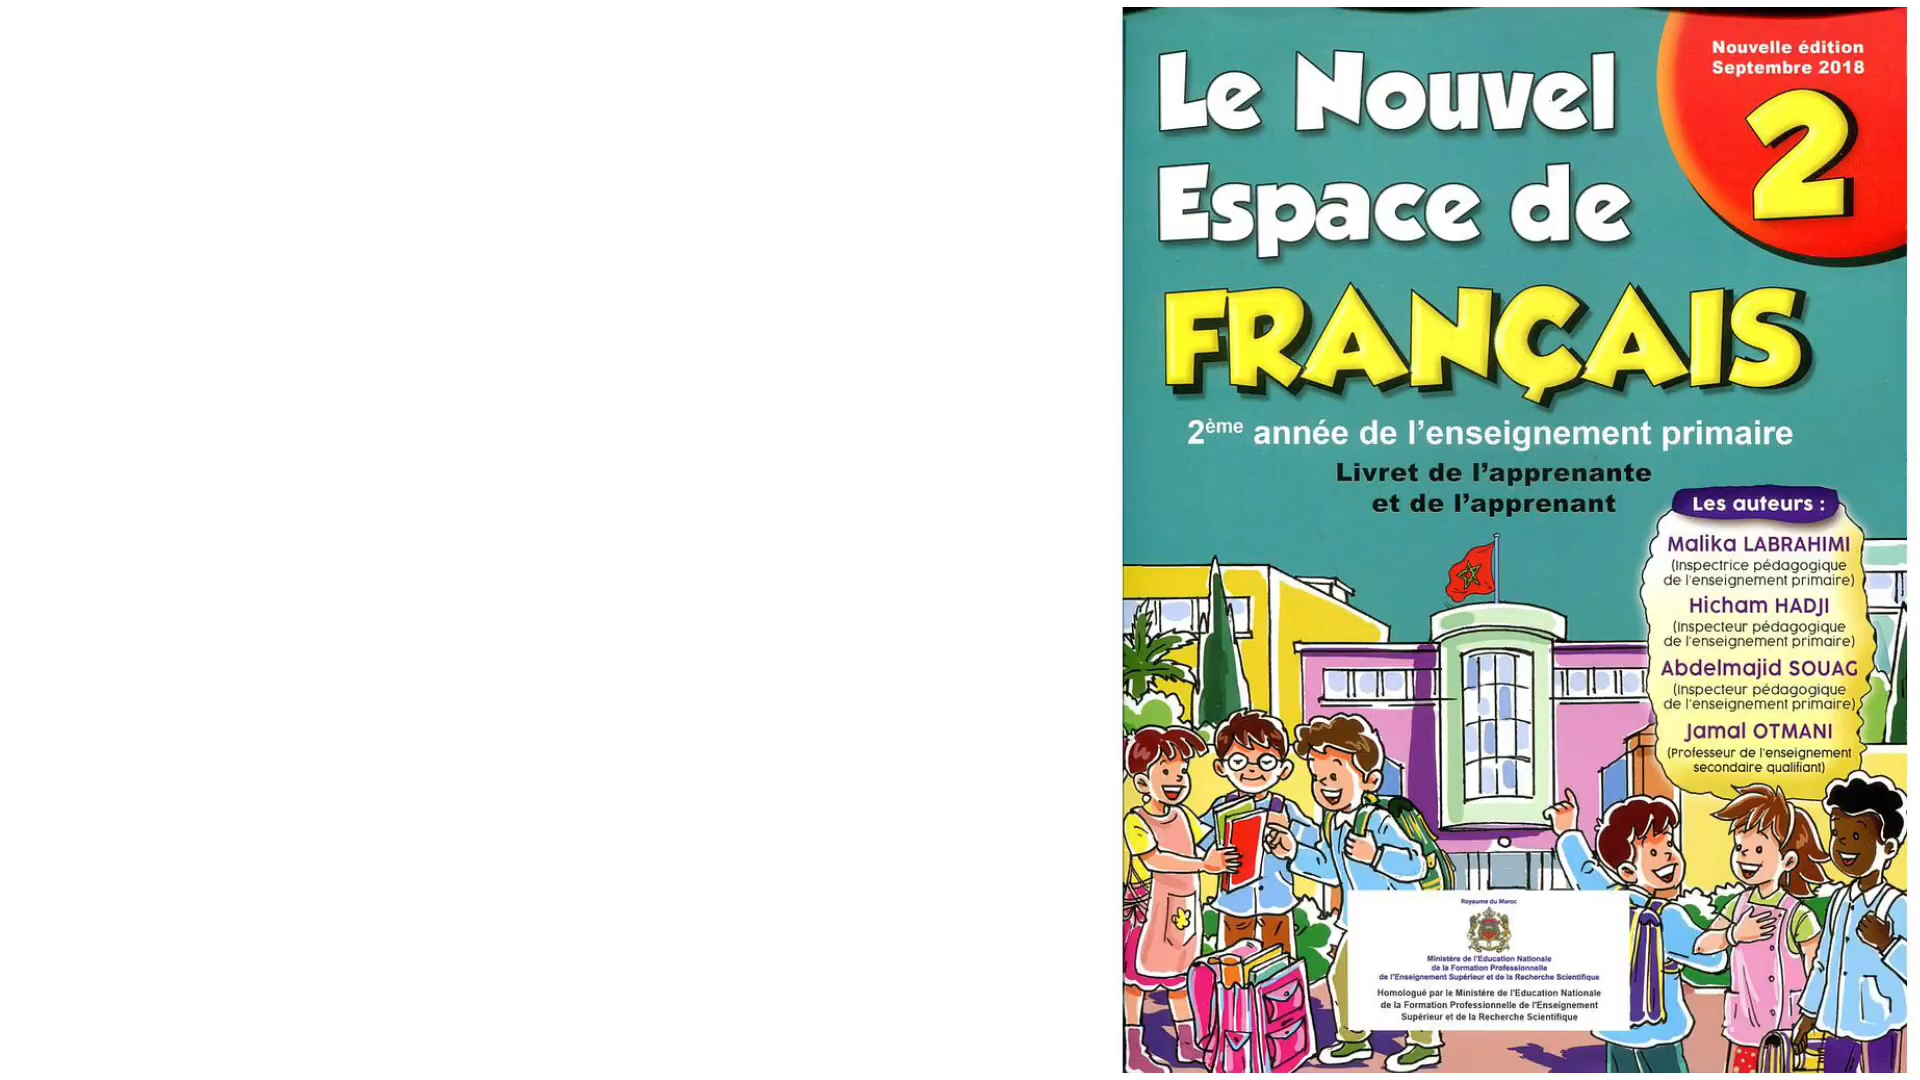 Nouvelle édition
Septembre 2018
2
Le Nouvel
Espace de
FRANÇAIS
2ème année de l'enseignement primaire
Livret de l'apprenante
et de l'apprenant
Les auteurs :
Malika LABRAHIMI
(Inspectrice pédagogique
de l'enseignement primaire)
Hicham HADJI
(Inspecteur pédagogique
de l'enseignement primaire)
Abdelmajid SOUAG
(Inspecteur pédagogique
de l'enseignement primaire)
Jamal OTMANI
(Professeur de l'enseignement
secondaire qualifiant)
Royaume du Maroc
Ministère de l'Education Nationale
de la Formation Professionnelle
de l'Enseignement Supérieur et de la Recherche Scientifique
Homologué par le Ministère de l'Education Nationale
de la Formation Professionnelle de l'Enseignement
Supérieur et de la Recherche Scientifique